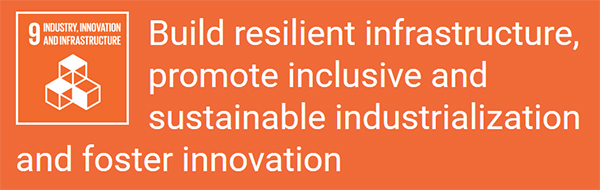 9 INDUSTRY, INNOVATION
AND INFRASTRUCTURE
Build resilient infrastructure,
promote inclusive and
sustainable industrialization
and foster innovation